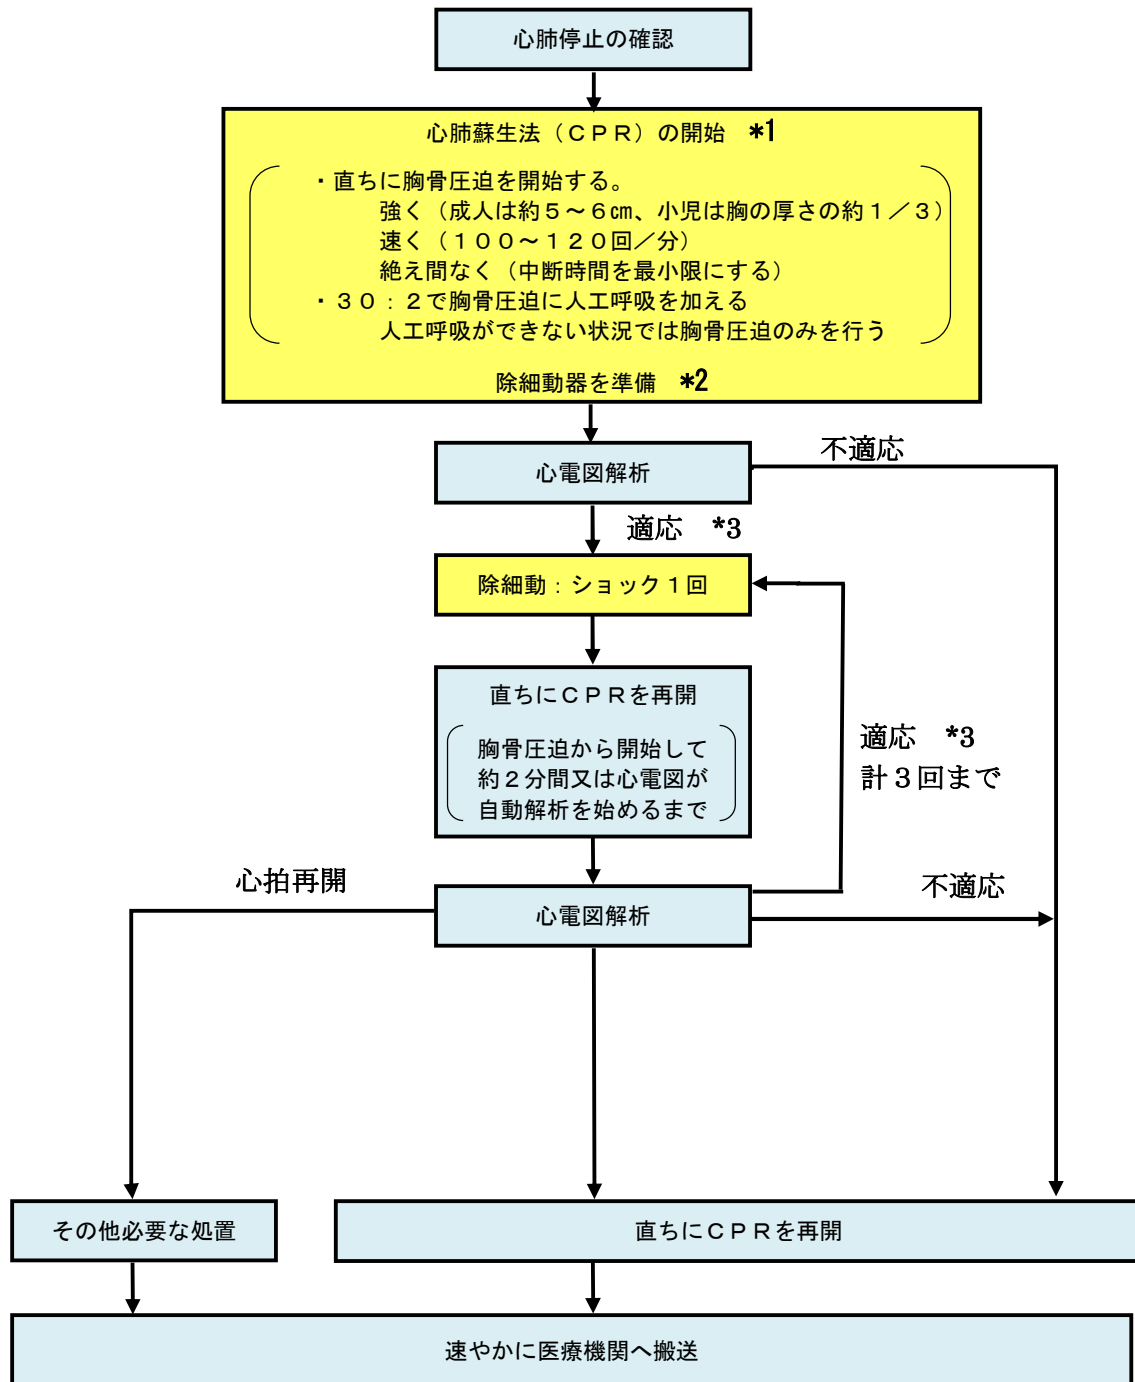 心肺停止の確認
心肺蘇生法（ＣＰＲ）の開始　*1
・直ちに胸骨圧迫を開始する。
強く（成人は約５～６㎝、小児は胸の厚さの約１／３）
速く（１００～１２０回／分）
絶え間なく（中断時間を最小限にする）
・３０：２で胸骨圧迫に人工呼吸を加える
人工呼吸ができない状況では胸骨圧迫のみを行う
除細動器を準備　*2
心電図解析
不適応
適応　*3
除細動：ショック１回
直ちにＣＰＲを再開
胸骨圧迫から開始して
約２分間又は心電図が
自動解析を始めるまで
適応　*3
計３回まで
心拍再開
心電図解析
不適応
その他必要な処置
直ちにＣＰＲを再開
速やかに医療機関へ搬送